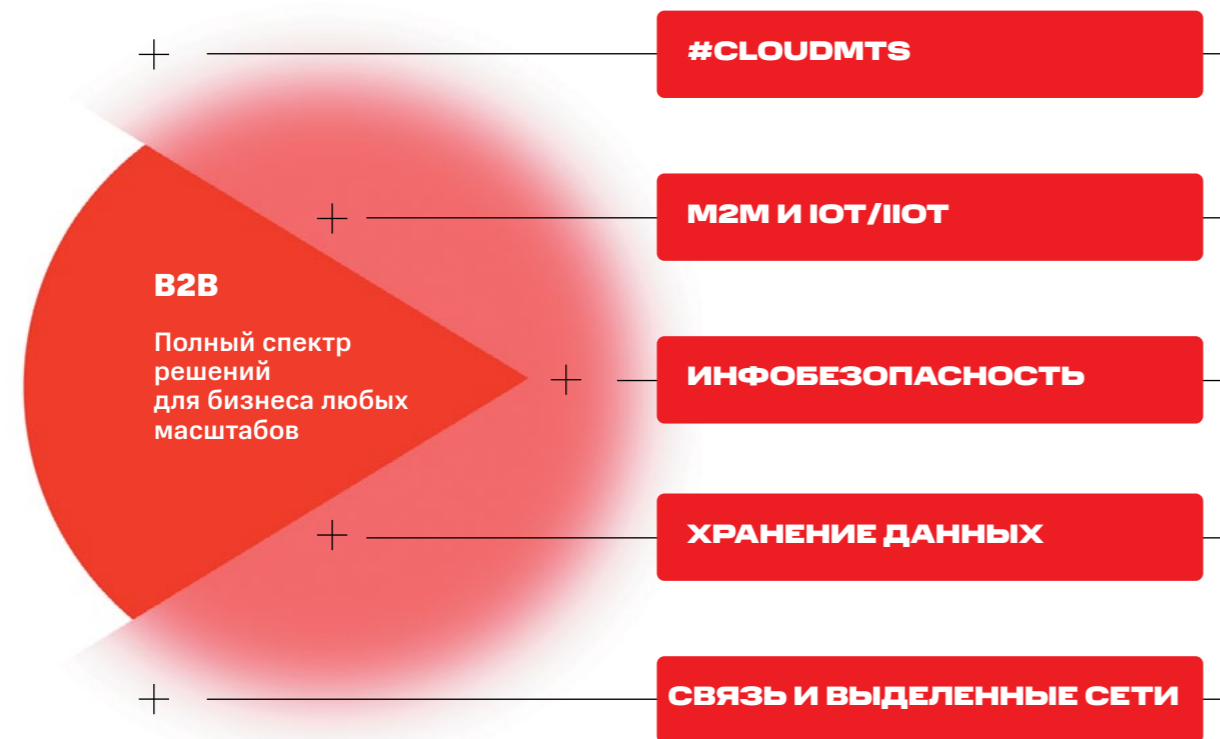 #CLOUDMTS
M2M И IOT/IIOT
B2B
Полный спектр
решений
для бизнеса любых
масштабов
ИНФОБЕЗОПАСНОСТЬ
ХРАНЕНИЕ ДАННЫХ
СВЯЗЬ И ВЫДЕЛЕННЫЕ СЕТИ